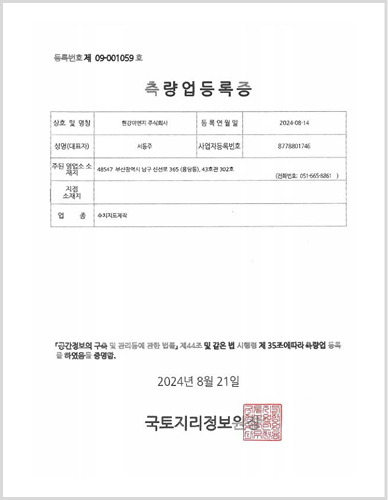 등록번호 제 09-001059 호
측량업등록증
상호 및 명칭 한강이앤지 주식회사 등록연월일 2024-08-14
성명(대표자) 서동주 사업자등록번호 8778801746
주된 영업소 소재지 48547 부산광역시 남구 신선로 365 (용당동), 43호관 302호
(전화번호: 051-665-8861 )
지점
소재지
업 종 수치지도제작
「공간정보의 구축 및 관리등에 관한 법률」 제44조 및 같은 법 시행령 제 35조에따라 측량업 등록
을 하였음을 증명함.
2024년 8월 21일
국토지리정보원장